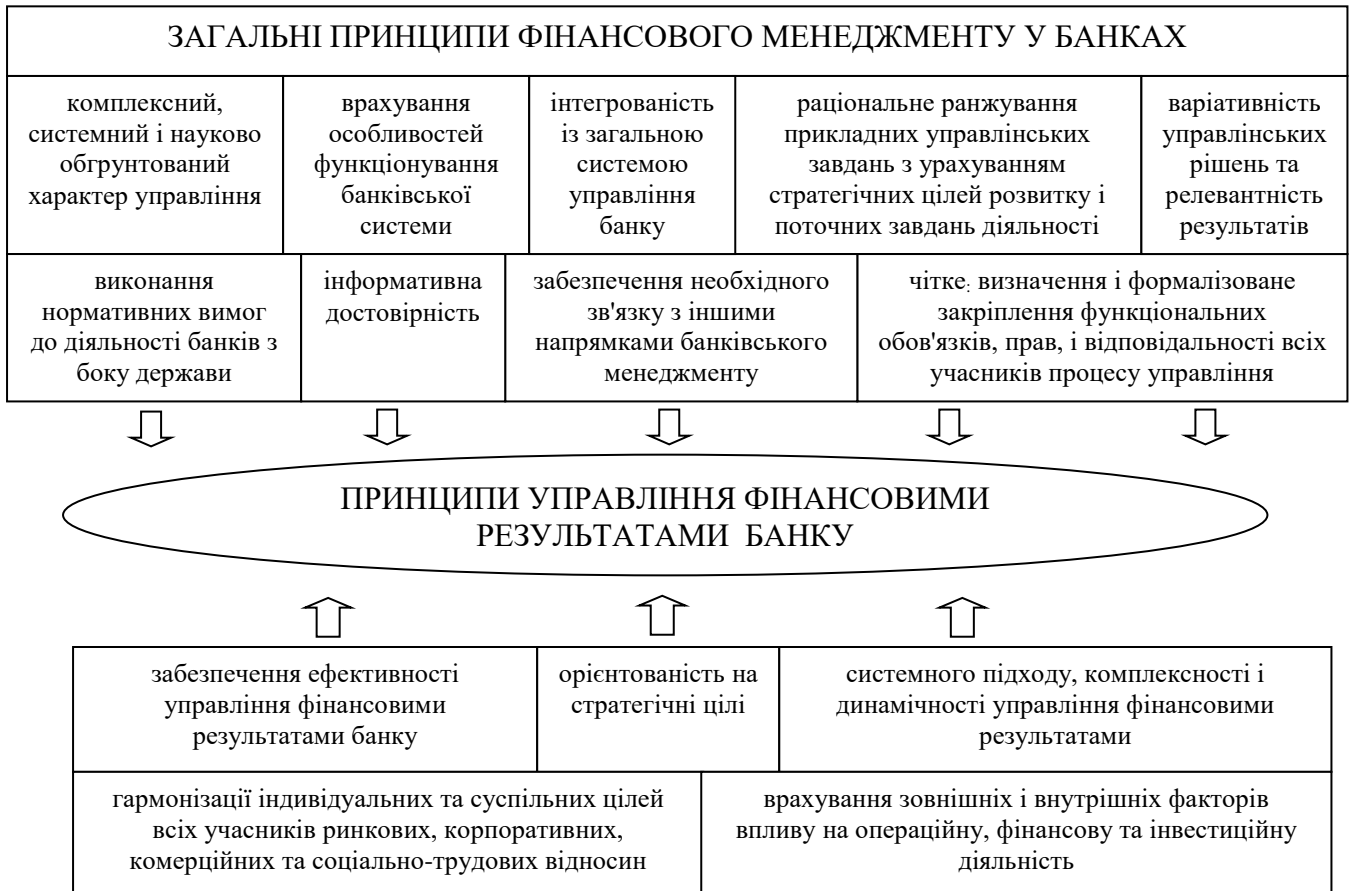 ЗАГАЛЬНІ ПРИНЦИПИ ФІНАНСОВОГО МЕНЕДЖМЕНТУ У БАНКАХ
комплексний,
системний і науково
обгрунтований
характер управління
врахування
особливостей
функціонування
банківської
системи
інтегрованість
із загальною
системою
управління
банку
раціональне ранжування
прикладних управлінських
завдань з урахуванням
стратегічних цілей розвитку і
поточних завдань діяльності
варіативність
управлінських
рішень та
релевантність
результатів
виконання
нормативних вимог
до діяльності банків з
боку держави
інформативна
достовірність
забезпечення необхідного
зв'язку з іншими
напрямками банківського
менеджменту
чітке: визначення і формалізоване
закріплення функціональних
обов'язків, прав, і відповідальності всіх
учасників процесу управління
ПРИНЦИПИ УПРАВЛІННЯ ФІНАНСОВИМИ
РЕЗУЛЬТАТАМИ БАНКУ
забезпечення ефективності
управління фінансовими
результатами банку
орієнтованість на
стратегічні цілі
системного підходу, комплексності і
динамічності управління фінансовими
результатами
гармонізації індивідуальних та суспільних цілей
всіх учасників ринкових, корпоративних,
комерційних та соціально-трудових відносин
врахування зовнішніх і внутрішніх факторів
впливу на операційну, фінансову та інвестиційну
діяльність